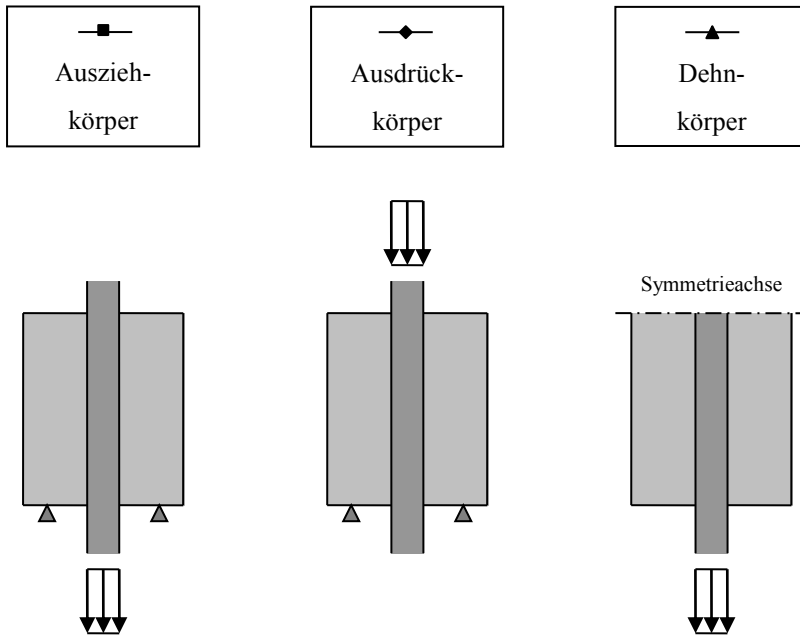 Auszieh-
körper
Ausdrück-
körper
Dehn-
körper
Symmetrieachse